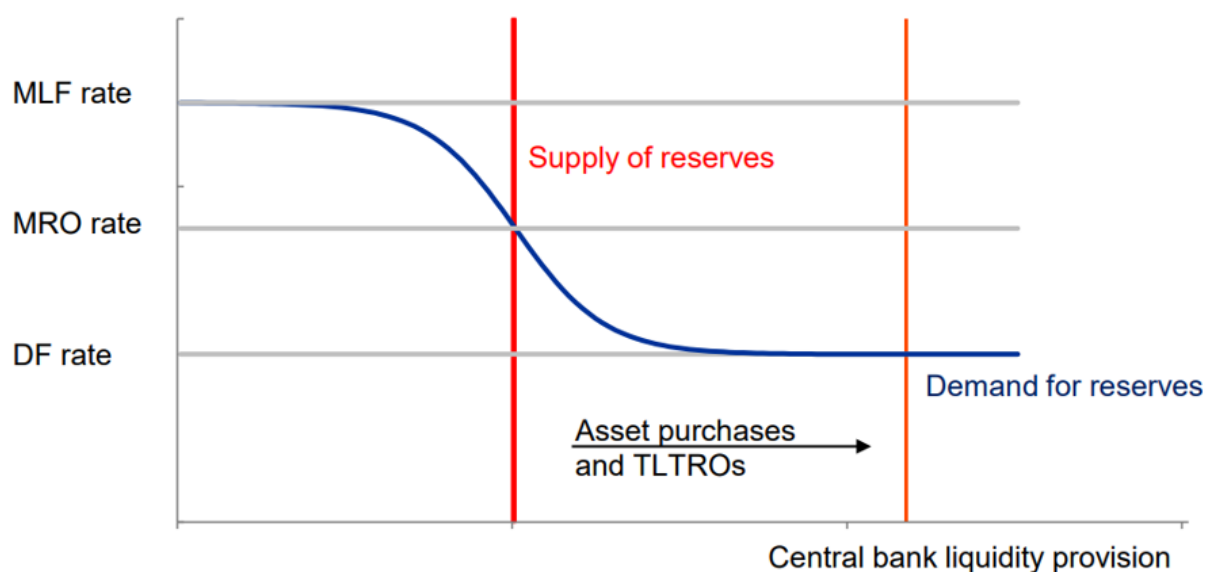 MLF rate
Supply of reserves
MRO rate
DF rate
Demand for reserves
Asset purchases
and TLTROs
Central bank liquidity provision